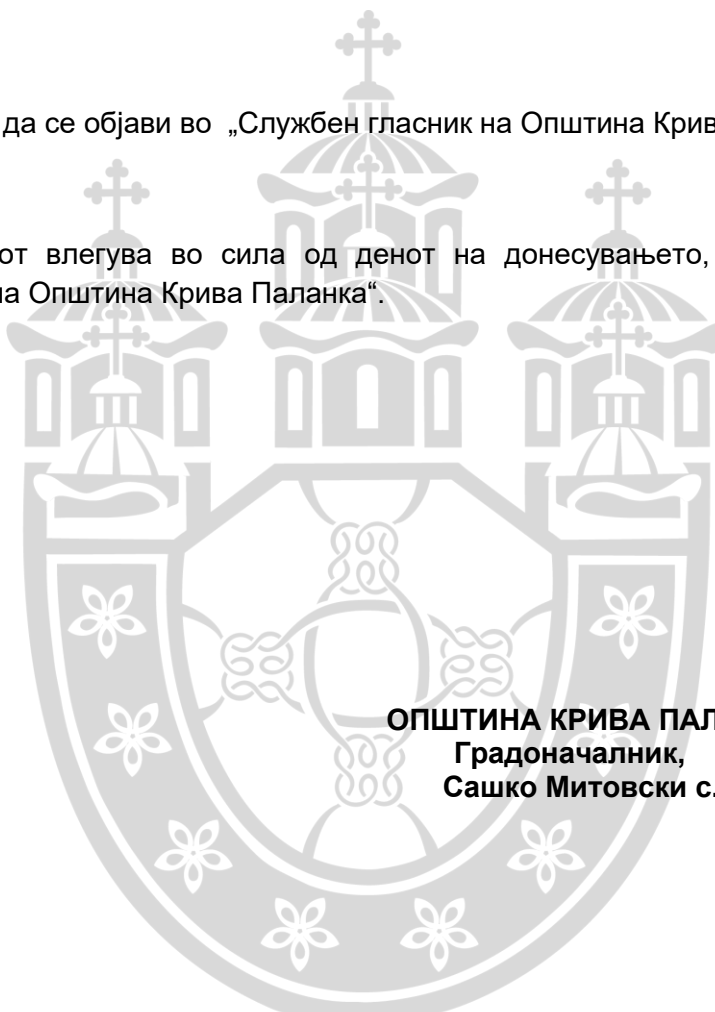 да се објави во „Службен гласник на Општина Крив
от влегува во сила од денот на донесувањето,
на Општина Крива Паланка“.
ОПШТИНА КРИВА ПАЛ
Градоначалник,
Сашко Митовски с.